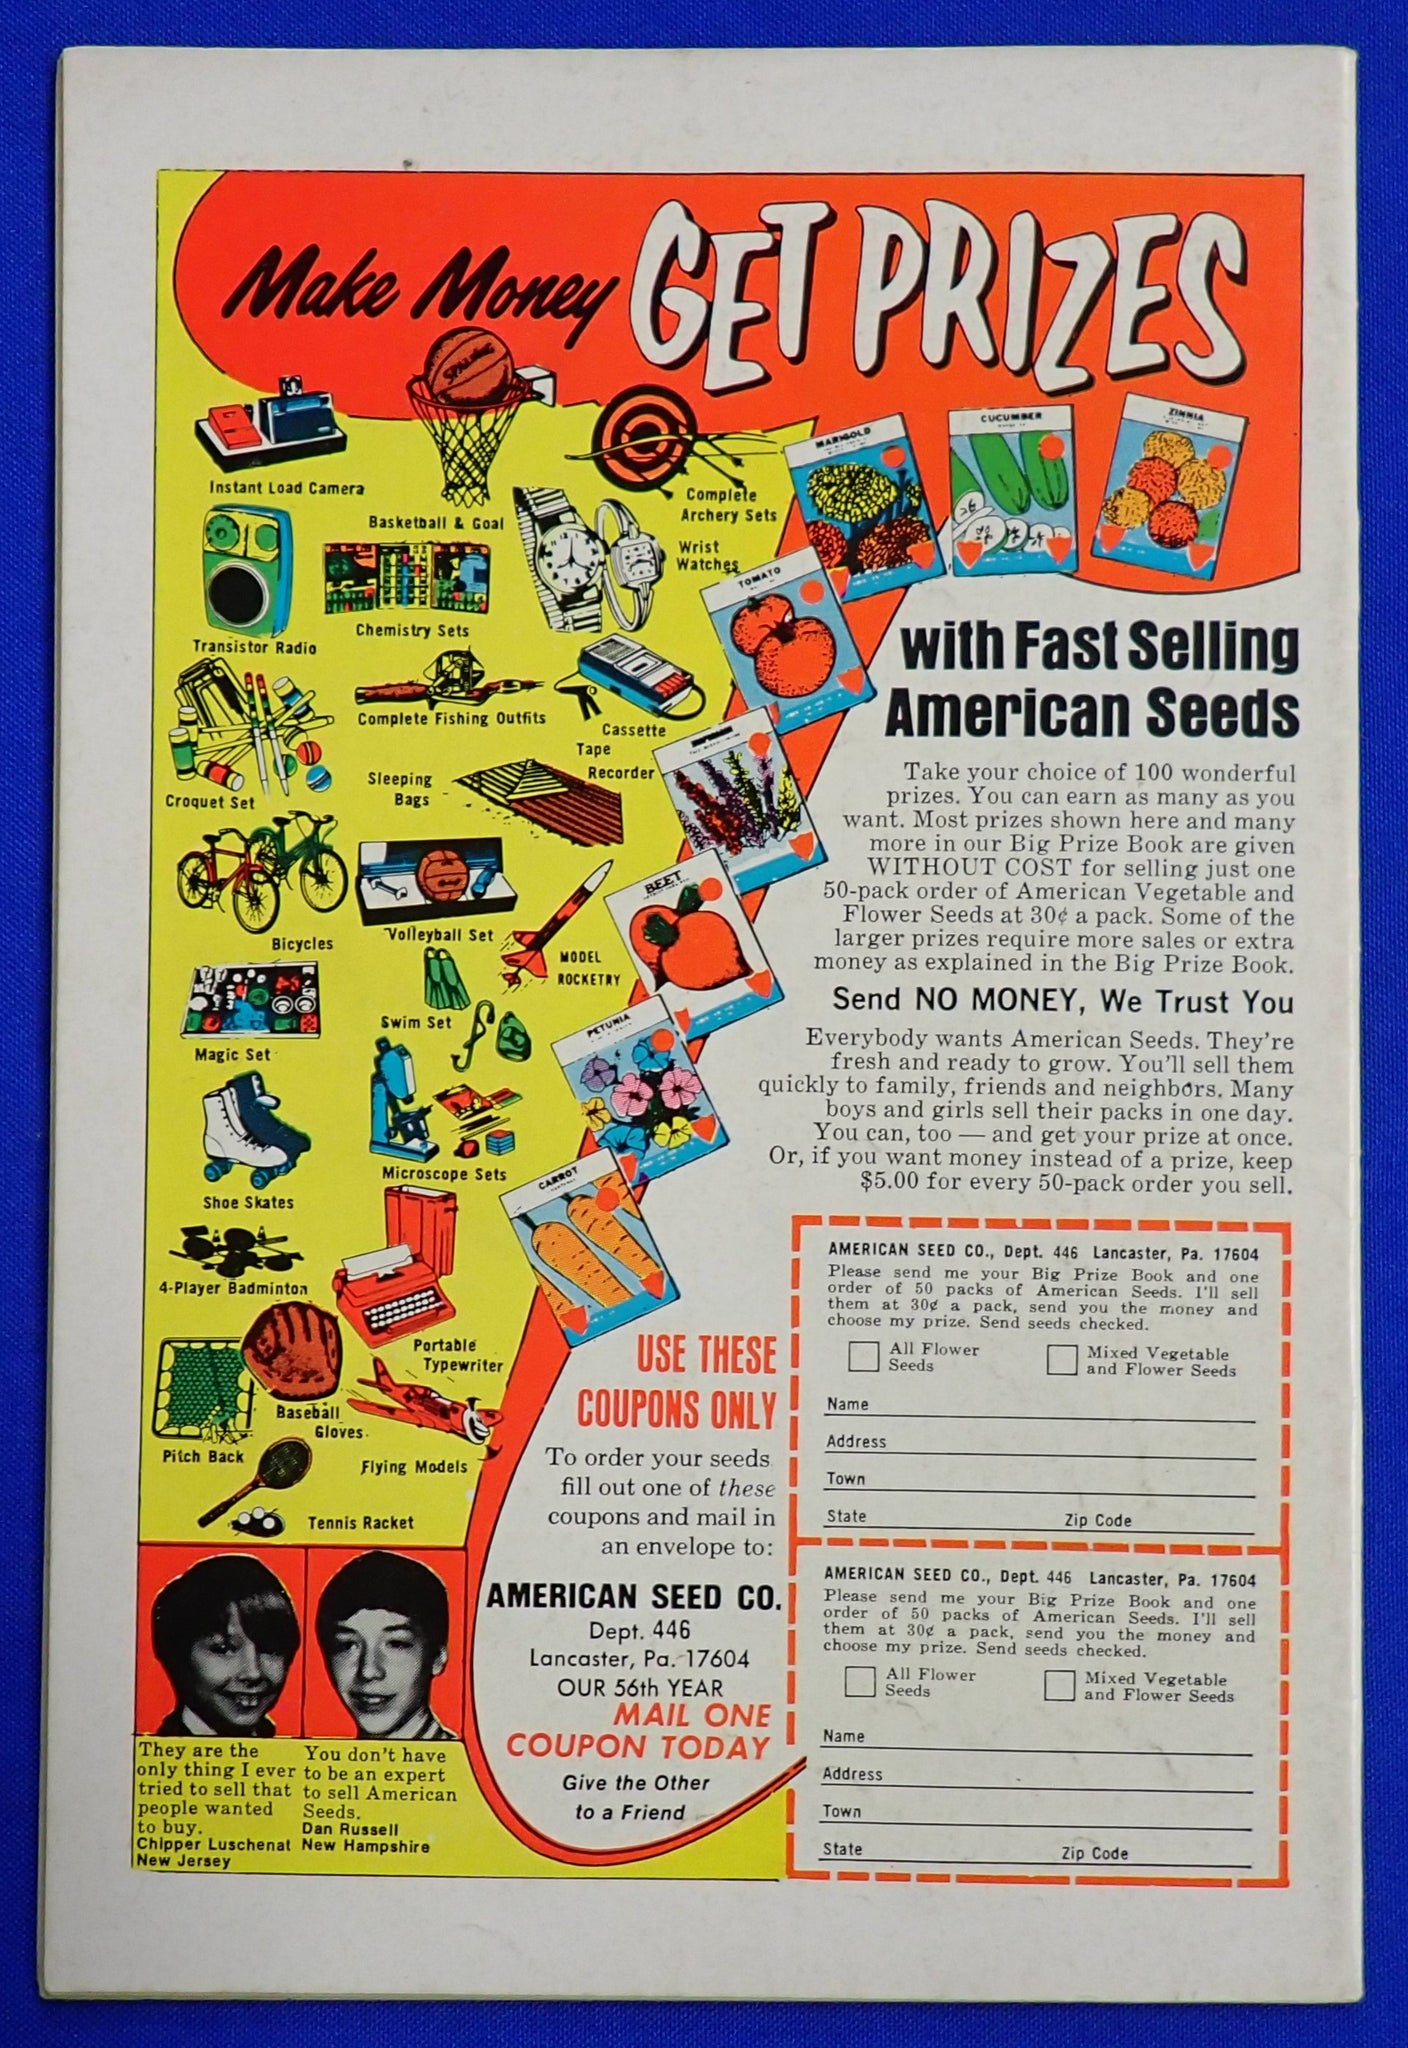 Make Money GET PRIZES
SPALDING
Instant Load Camera
Basketball & Goal
Complete
Archery Sets
Wrist
Watches
Transistor Radio
Chemistry Sets
Complete Fishing Outfits
Cassette
Tape
Recorder
Croquet Set
Sleeping
Bags
Bicycles
Volleyball Set
MODEL
ROCKETRY
Magic Set
Swim Set
Shoe Skates
Microscope Sets
4-Player Badminton
Portable
Typewriter
Baseball
Gloves
Pitch Back
Flying Models
Tennis Racket
MARIGOLD
CUCUMBER
ZINNIA
TOMATO
BEET
PETUNIA
CARROT
with Fast Selling
American Seeds
Take your choice of 100 wonderful
prizes. You can earn as many as you
want. Most prizes shown here and many
more in our Big Prize Book are given
WITHOUT COST for selling just one
50-pack order of American Vegetable and
Flower Seeds at 30¢ a pack. Some of the
larger prizes require more sales or extra
money as explained in the Big Prize Book.
Send NO MONEY, We Trust You
Everybody wants American Seeds. They're
fresh and ready to grow. You'll sell them
quickly to family, friends and neighbors. Many
boys and girls sell their packs in one day.
You can, too — and get your prize at once.
Or, if you want money instead of a prize, keep
$5.00 for every 50-pack order you sell.
USE THESE
COUPONS ONLY
To order your seeds
fill out one of these
coupons and mail in
an envelope to:
AMERICAN SEED CO.
Dept. 446
Lancaster, Pa. 17604
OUR 56th YEAR
MAIL ONE
COUPON TODAY
Give the Other
to a Friend
AMERICAN SEED CO., Dept. 446 Lancaster, Pa. 17604
Please send me your Big Prize Book and one
order of 50 packs of American Seeds. I'll sell
them at 30¢ a pack, send you the money and
choose my prize. Send seeds checked.
All Flower
Seeds
Mixed Vegetable
and Flower Seeds
Name
Address
Town
State Zip Code
AMERICAN SEED CO., Dept. 446 Lancaster, Pa. 17604
Please send me your Big Prize Book and one
order of 50 packs of American Seeds. I'll sell
them at 30¢ a pack, send you the money and
choose my prize. Send seeds checked.
All Flower
Seeds
Mixed Vegetable
and Flower Seeds
Name
Address
Town
State Zip Code
They are the
only thing I ever
tried to sell that
people wanted
to buy.
Chipper Luschenat
New Jersey
You don't have
to be an expert
to sell American
Seeds.
Dan Russell
New Hampshire